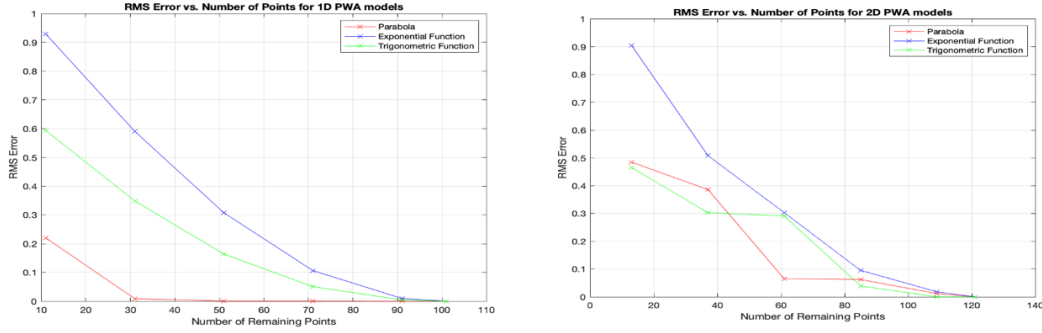 RMS Error vs. Number of Points for 1D PWA models
Parabola
Exponential Function
Trigonometric Function
RMS Error
1
0.9
0.8
0.7
0.6
0.5
0.4
0.3
0.2
0.1
0
10 20 30 40 50 60 70 80 90 100 110
Number of Remaining Points
RMS Error vs. Number of Points for 2D PWA models
Parabola
Exponential Function
Trigonometric Function
RMS Error
1
0.9
0.8
0.7
0.6
0.5
0.4
0.3
0.2
0.1
0
0 20 40 60 80 100 120 140
Number of Remaining Points